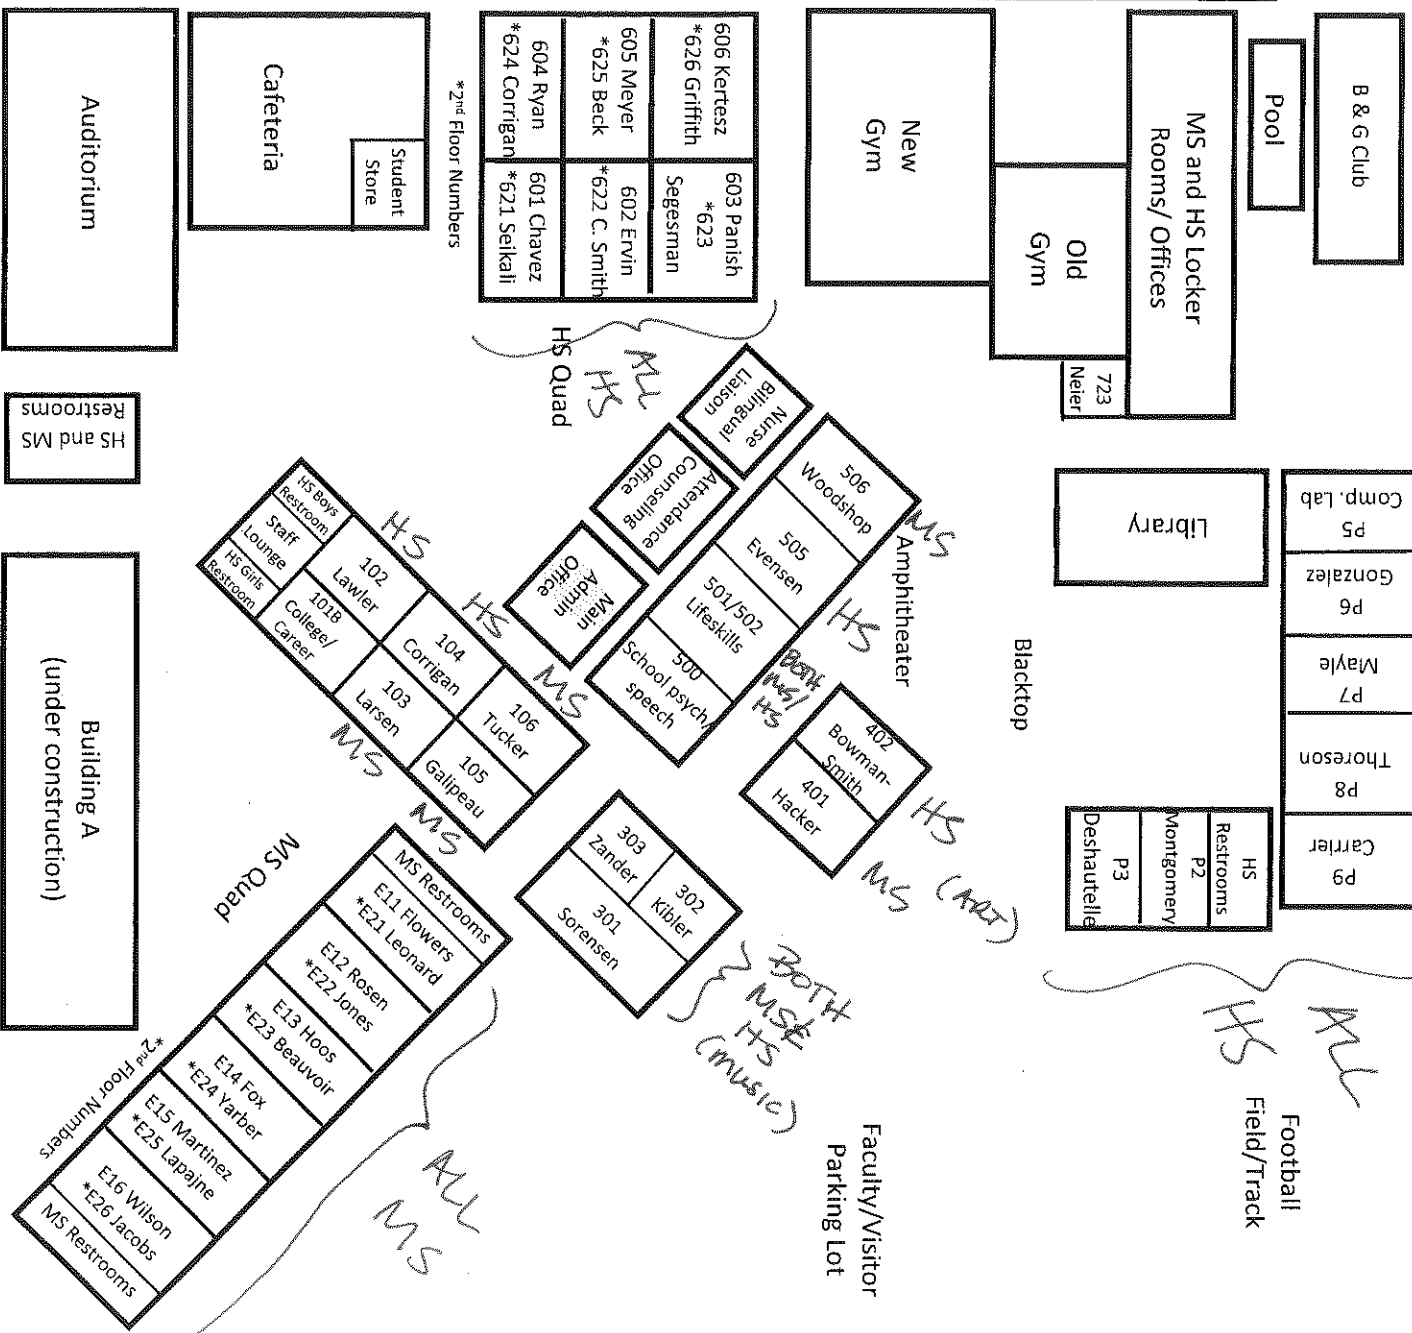 B & G Club
Pool
MS and HS Locker
Rooms/ Offices
Old
Gym
New
Gym
723
Neier
606 Kertesz
*626 Griffith
603 Panish
*623
Segesman
605 Meyer
*625 Beck
602 Ervin
*622 C. Smith
604 Ryan
*624 Corrigan
601 Chavez
*621 Seikali
*2nd Floor Numbers
Cafeteria
Student
Store
Auditorium
HS and MS
Restrooms
Building A
(under construction)
HS Quad
ALL
HS
Nurse
Bilingual
Liaison
Attendance
Counseling
Office
Main
Admin
Office
506
Woodshop
505
Evensen
501/502
Lifeskills
500
School psych/
speech
MS
Amphitheater
HS
BOTH
MS/
HS
HS Boys
Restroom
Staff
Lounge
HS Girls
Restroom
102
Lawler
101B
College/
Career
104
Corrigan
103
Larsen
106
Tucker
105
Galipeau
HS
HS
MS
MS
MS
402
Bowman-
Smith
401
Hacker
HS
MS (ART)
303
Zander
302
Kibler
301
Sorensen
BOTH
MS&
HS
(music)
MS Quad
MS Restrooms
E11 Flowers
*E21 Leonard
E12 Rosen
*E22 Jones
E13 Hoos
*E23 Beauvoir
E14 Fox
*E24 Yarber
E15 Martinez
*E25 Lapajne
E16 Wilson
*E26 Jacobs
MS Restrooms
*2nd Floor Numbers
ALL
MS
Library
Blacktop
P5
Comp. Lab
P6
Gonzalez
P7
Mayle
P8
Thoreson
P9
Carrier
HS
Restrooms
P2
Montgomery
P3
Deshautelle
ALL
HS
Football
Field/Track
Faculty/Visitor
Parking Lot